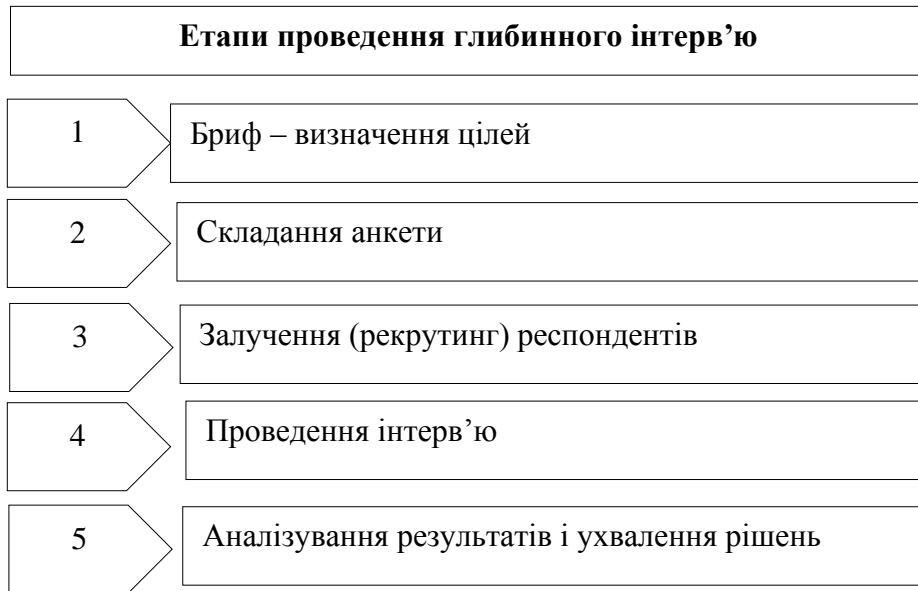 Етапи проведення глибинного інтерв’ю
1
Бриф – визначення цілей
2
Складання анкети
3
Залучення (рекрутинг) респондентів
4
Проведення інтерв’ю
5
Аналізування результатів і ухвалення рішень